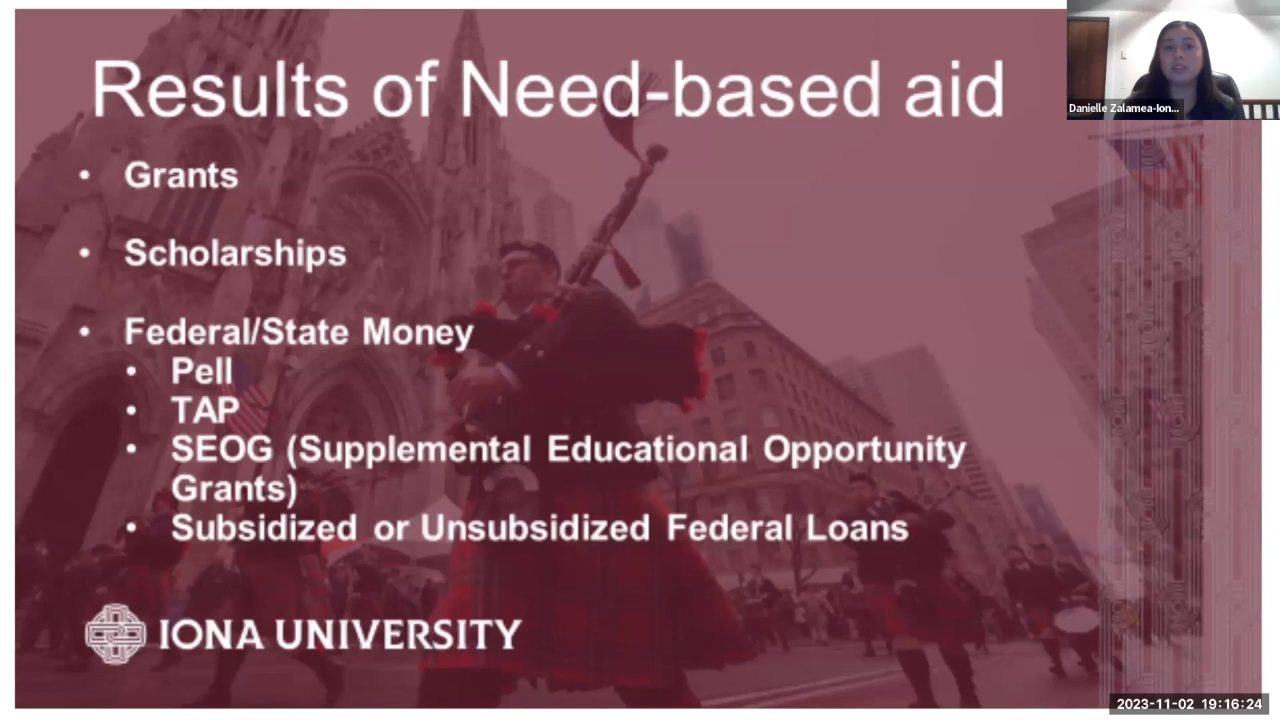 Results of Need-based aid
Danielle Zalamea-Ion...
• Grants
• Scholarships
• Federal/State Money
• Pell
• TAP
• SEOG (Supplemental Educational Opportunity
Grants)
• Subsidized or Unsubsidized Federal Loans
IONA UNIVERSITY
2023-11-02 19:16:24